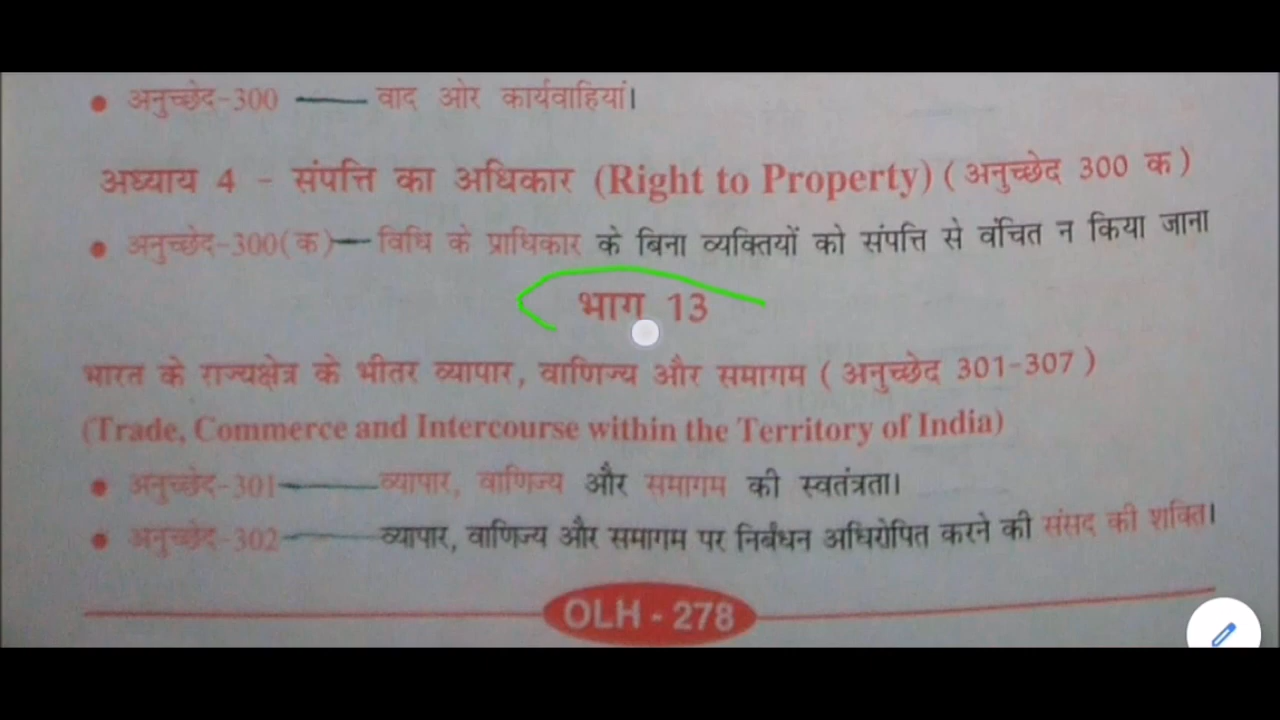 • अनुच्छेद-300 —— वाद ओर कार्यवाहियां।
अध्याय 4 - संपत्ति का अधिकार (Right to Property) ( अनुच्छेद 300 क )
• अनुच्छेद-300(क)— विधि के प्राधिकार के बिना व्यक्तियों को संपत्ति से वंचित न किया जाना
भाग 13
भारत के राज्यक्षेत्र के भीतर व्यापार, वाणिज्य और समागम ( अनुच्छेद 301-307 )
(Trade, Commerce and Intercourse within the Territory of India)
• अनुच्छेद-301——व्यापार, वाणिज्य और समागम की स्वतंत्रता।
• अनुच्छेद-302——व्यापार, वाणिज्य और समागम पर निर्बंधन अधिरोपित करने की संसद की शक्ति।
OLH - 278